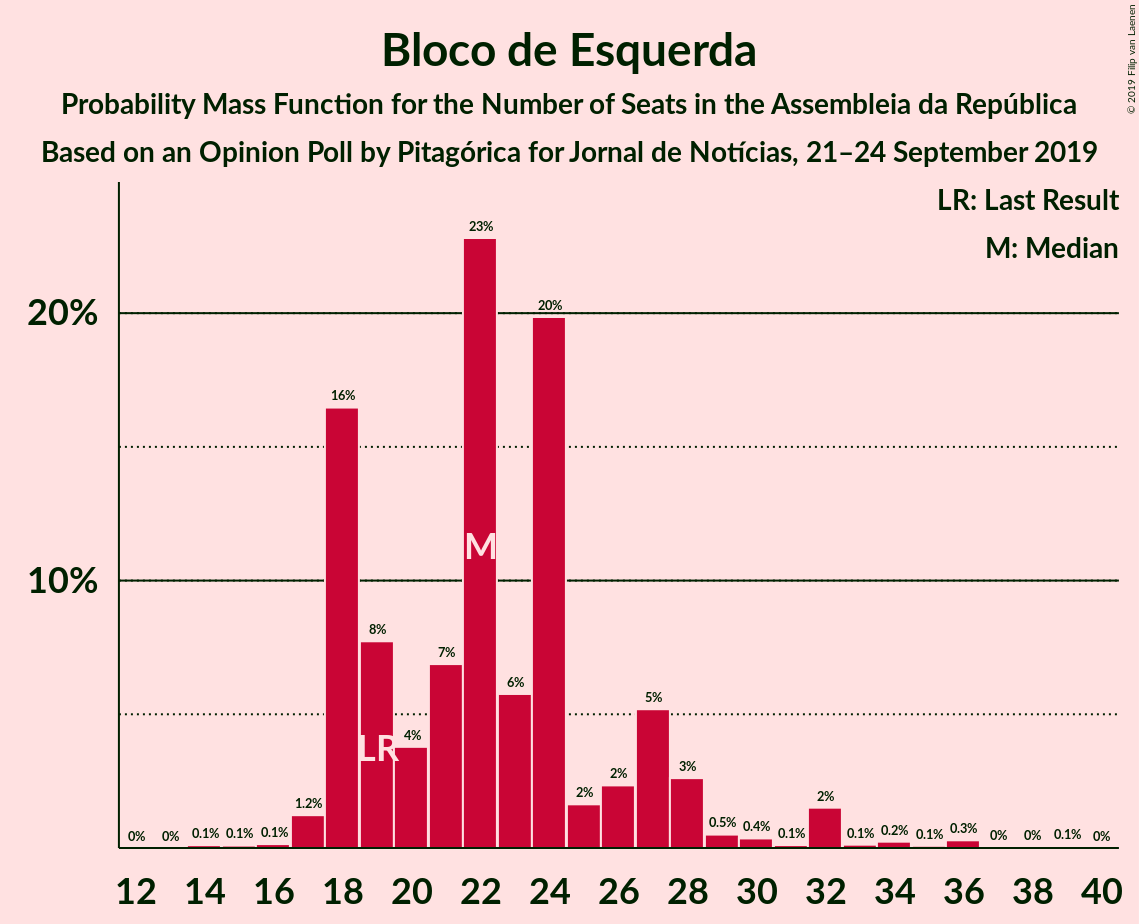 © 2019 Filip van Laenen
Bloco de Esquerda
Probability Mass Function for the Number of Seats in the Assembleia da República
Based on an Opinion Poll by Pitagórica for Jornal de Notícias, 21–24 September 2019
LR: Last Result
M: Median
20%
10%
0% 0% 0.1% 0.1% 0.1% 1.2% 16% 8% 4% 7% 23% 6% 20% 2% 2% 5% 3% 0.5% 0.4% 0.1% 2% 0.1% 0.2% 0.1% 0.3% 0% 0% 0.1% 0%
M
LR
12 14 16 18 20 22 24 26 28 30 32 34 36 38 40